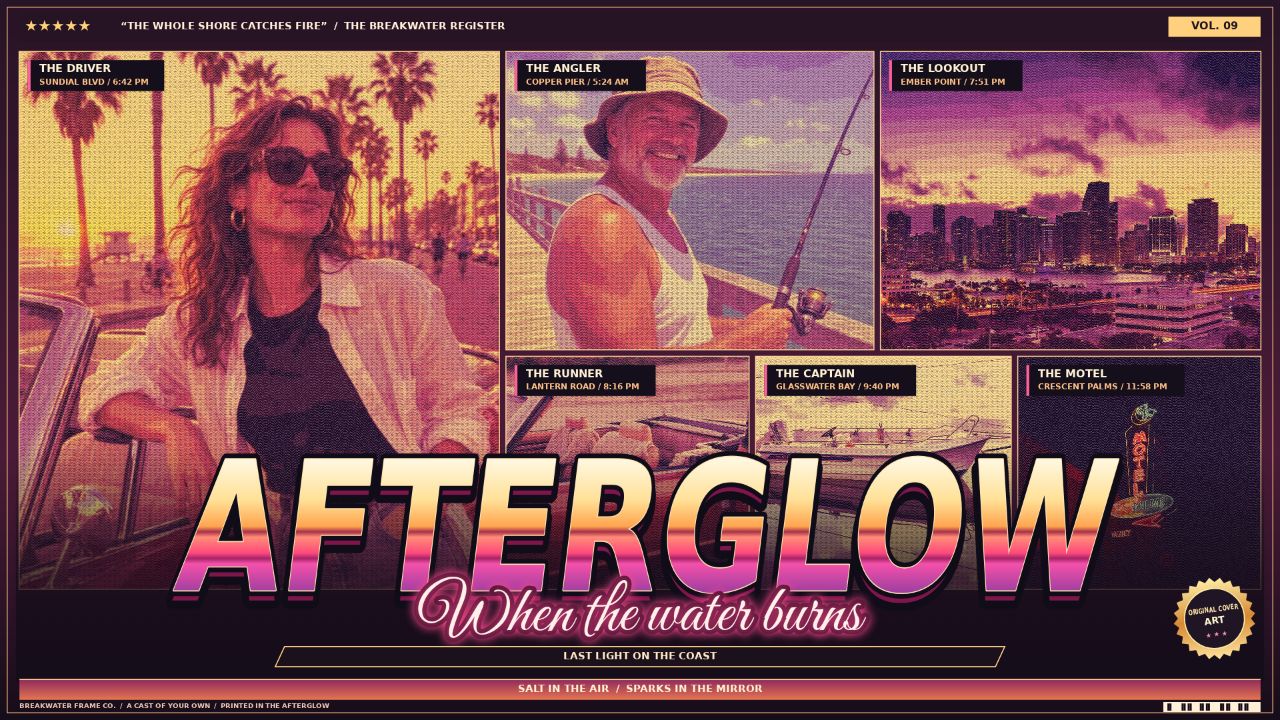 ★★★★★
“THE WHOLE SHORE CATCHES FIRE” / THE BREAKWATER REGISTER
VOL. 09
THE DRIVER
SUNDIAL BLVD / 6:42 PM
THE ANGLER
COPPER PIER / 5:24 AM
THE LOOKOUT
EMBER POINT / 7:51 PM
THE RUNNER
LANTERN ROAD / 8:16 PM
THE CAPTAIN
GLASSWATER BAY / 9:40 PM
THE MOTEL
CRESCENT PALMS / 11:58 PM
MOTEL
AFTERGLOW
When the water burns
ORIGINAL COVER
ART
LAST LIGHT ON THE COAST
SALT IN THE AIR / SPARKS IN THE MIRROR
BREAKWATER FRAME CO. / A CAST OF YOUR OWN / PRINTED IN THE AFTERGLOW